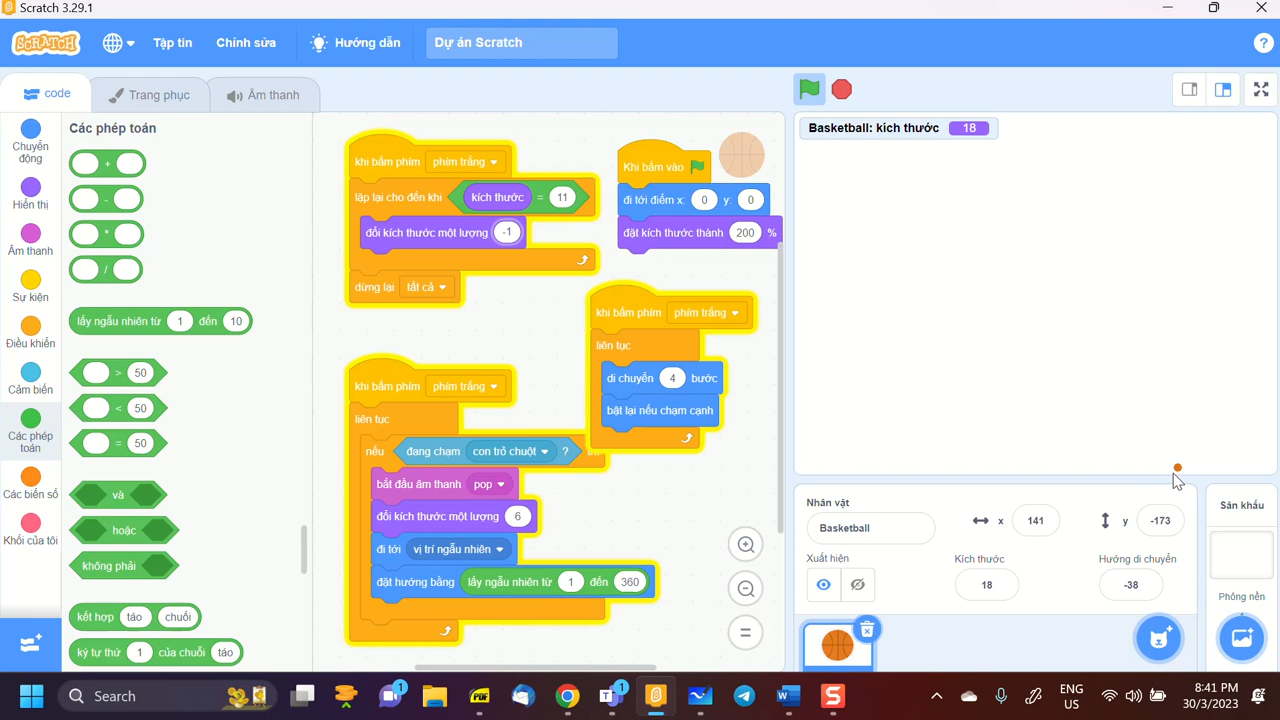 Scratch 3.29.1
SCRATCH
Tập tin
Chỉnh sửa
Hướng dẫn
Dự án Scratch
?
code
Trang phục
Âm thanh
Chuyển động
Hiển thị
Âm thanh
Sự kiện
Điều khiển
Cảm biến
Các phép toán
Các biến số
Khối của tôi
Các phép toán
+
-
*
/
lấy ngẫu nhiên từ 1 đến 10
> 50
< 50
= 50
và
hoặc
không phải
kết hợp táo chuối
ký tự thứ 1 của chuỗi táo
khi bấm phím phím trắng
lặp lại cho đến khi kích thước = 11
đổi kích thước một lượng -1
dừng lại tất cả
Khi bấm vào
đi tới điểm x: 0 y: 0
đặt kích thước thành 200 %
khi bấm phím phím trắng
liên tục
di chuyển 4 bước
bật lại nếu chạm cạnh
khi bấm phím phím trắng
liên tục
nếu đang chạm con trỏ chuột ?
bắt đầu âm thanh pop
đổi kích thước một lượng 6
đi tới vị trí ngẫu nhiên
đặt hướng bằng lấy ngẫu nhiên từ 1 đến 360
Basketball: kích thước 18
Nhân vật
Basketball
x 141
y -173
Xuất hiện
Kích thước
18
Hướng di chuyển
-38
Sân khấu
Phông nền
Search
1
1
PDF
ENG
US
8:41 PM
30/3/2023